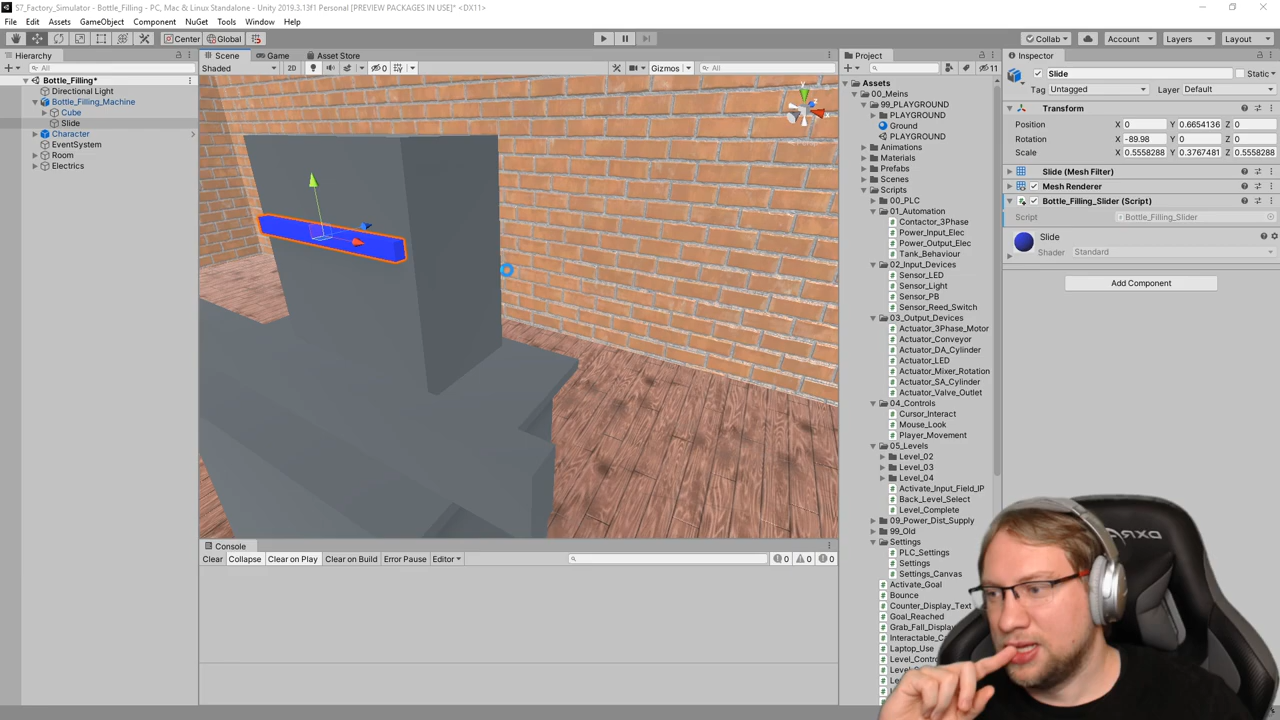 S7_Factory_Simulator - Bottle_Filling - PC, Mac & Linux Standalone - Unity 2019.3.13f1 Personal [PREVIEW PACKAGES IN USE]* <DX11>
File Edit Assets GameObject Component NuGet Tools Window Help
Center Global Collab Account Layers Layout
Hierarchy Scene Game Asset Store Project Inspector
All Shaded 2D 0 Gizmos All 11 Slide Static
Bottle_Filling* Assets Tag Untagged Layer Default
Directional Light 00_Meins
Bottle_Filling_Machine 99_PLAYGROUND Transform
Cube PLAYGROUND Position X 0 Y 0.6654136 Z 0
Slide Ground Rotation X -89.98 Y 0 Z 0
Character PLAYGROUND Scale X 0.5558288 Y 0.3767481 Z 0.5558288
EventSystem Animations
Room Materials Slide (Mesh Filter)
Electrics Prefabs Mesh Renderer
Scenes
Scripts Bottle_Filling_Slider (Script)
00_PLC Script Bottle_Filling_Slider
01_Automation
Contactor_3Phase Slide
Power_Input_Elec Shader Standard
Power_Output_Elec
Tank_Behaviour
02_Input_Devices
Sensor_LED Add Component
Sensor_Light
Sensor_PB
Sensor_Reed_Switch
03_Output_Devices
Actuator_3Phase_Motor
Actuator_Conveyor
Actuator_DA_Cylinder
Actuator_LED
Actuator_Mixer_Rotation
Actuator_SA_Cylinder
Actuator_Valve_Outlet
04_Controls
Cursor_Interact
Mouse_Look
Player_Movement
05_Levels
Level_02
Level_03
Level_04
Activate_Input_Field_IP
Back_Level_Select
Level_Complete
09_Power_Dist_Supply
99_Old
Settings
PLC_Settings
Settings
Settings_Canvas
Activate_Goal
Bounce
Counter_Display_Text
Goal_Reached
Grab_Fall_Displa
Interactable_C
Laptop_Use
Level_Contro
Console
Clear Collapse Clear on Play Clear on Build Error Pause Editor 0 0 0
DXR